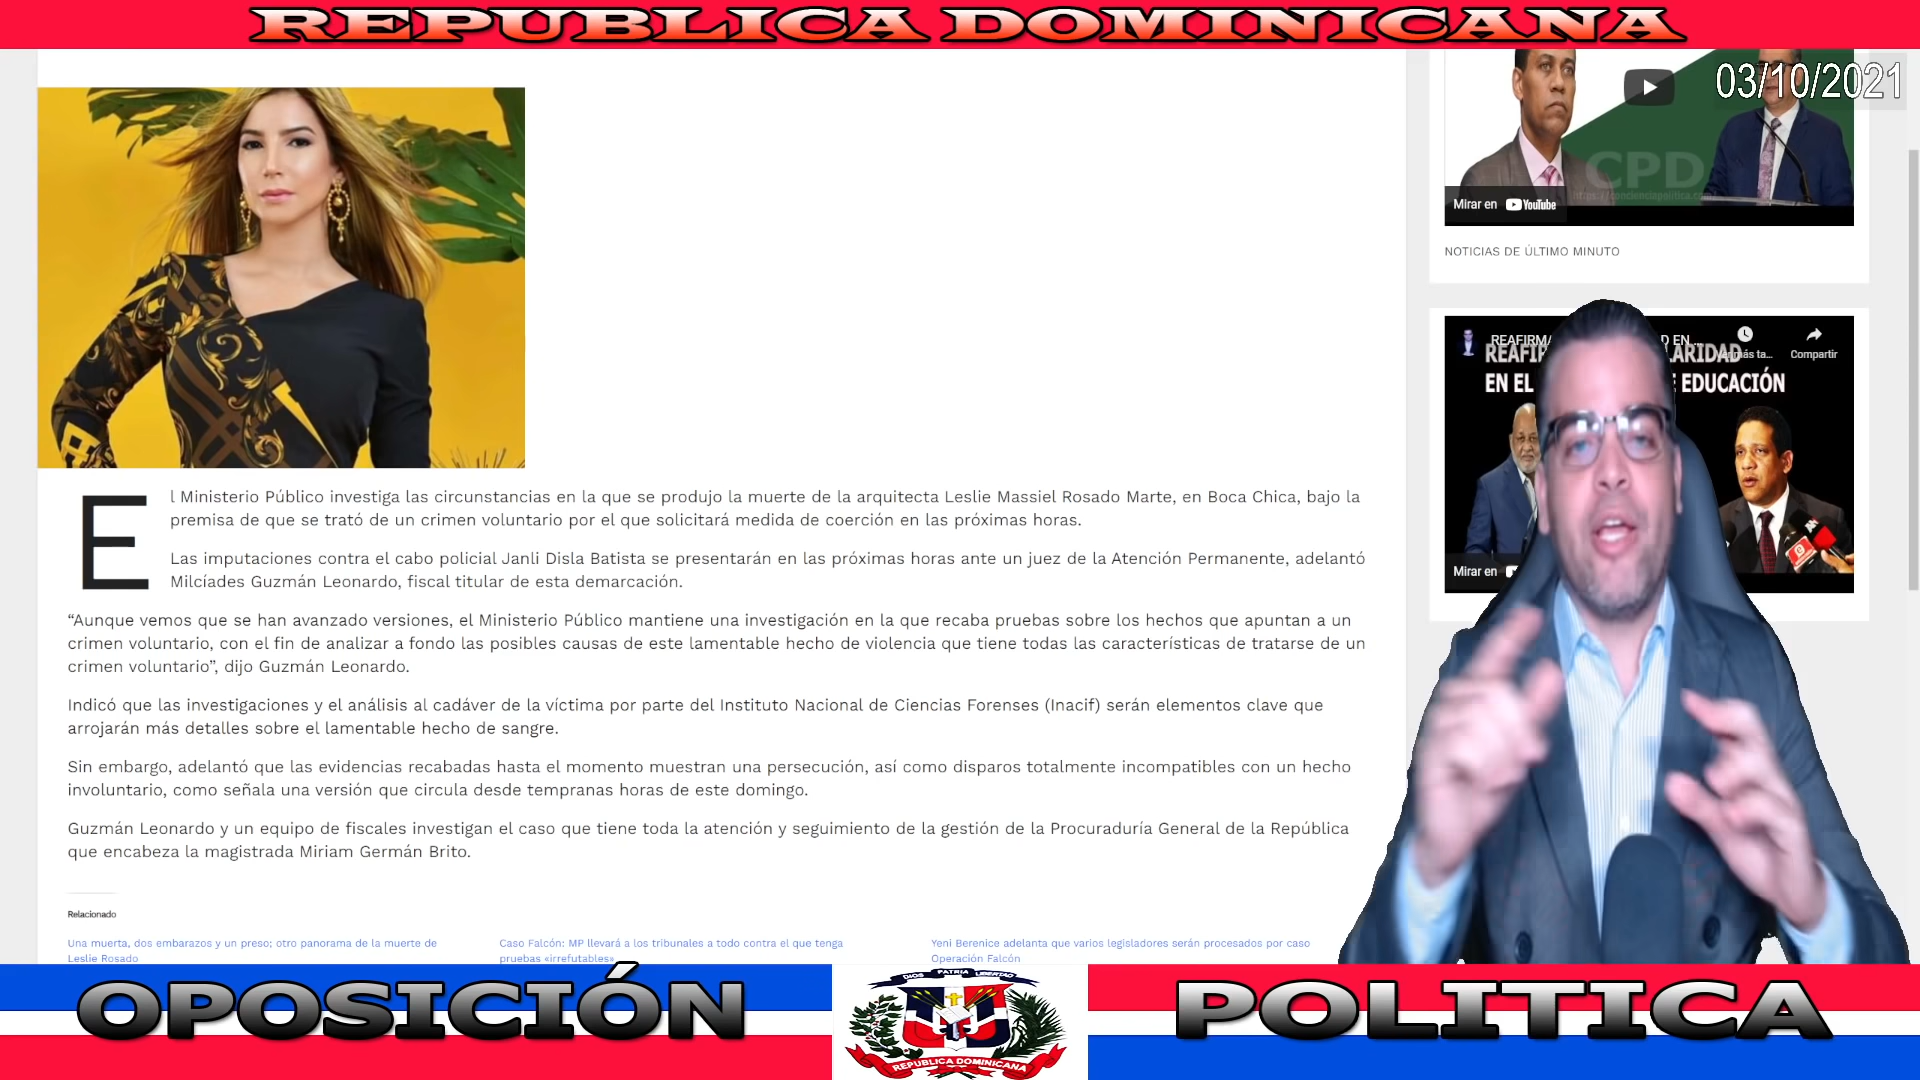 REPUBLICA DOMINICANA
03/10/2021
CPD
Mirar en YouTube
NOTICIAS DE ÚLTIMO MINUTO
Compartir
EN EL
EDUCACIÓN
Mirar en
El Ministerio Público investiga las circunstancias en la que se produjo la muerte de la arquitecta Leslie Massiel Rosado Marte, en Boca Chica, bajo la
premisa de que se trató de un crimen voluntario por el que solicitará medida de coerción en las próximas horas.
Las imputaciones contra el cabo policial Janli Disla Batista se presentarán en las próximas horas ante un juez de la Atención Permanente, adelantó
Milcíades Guzmán Leonardo, fiscal titular de esta demarcación.
“Aunque vemos que se han avanzado versiones, el Ministerio Público mantiene una investigación en la que recaba pruebas sobre los hechos que apuntan a un
crimen voluntario, con el fin de analizar a fondo las posibles causas de este lamentable hecho de violencia que tiene todas las características de tratarse de un
crimen voluntario”, dijo Guzmán Leonardo.
Indicó que las investigaciones y el análisis al cadáver de la víctima por parte del Instituto Nacional de Ciencias Forenses (Inacif) serán elementos clave que
arrojarán más detalles sobre el lamentable hecho de sangre.
Sin embargo, adelantó que las evidencias recabadas hasta el momento muestran una persecución, así como disparos totalmente incompatibles con un hecho
involuntario, como señala una versión que circula desde tempranas horas de este domingo.
Guzmán Leonardo y un equipo de fiscales investigan el caso que tiene toda la atención y seguimiento de la gestión de la Procuraduría General de la República
que encabeza la magistrada Miriam Germán Brito.
Relacionado
Una muerta, dos embarazos y un preso; otro panorama de la muerte de
Leslie Rosado
Caso Falcón: MP llevará a los tribunales a todo contra el que tenga
pruebas «irrefutables»
Yeni Berenice adelanta que varios legisladores serán procesados por caso
Operación Falcón
OPOSICIÓN
DIOS PATRIA LIBERTAD
REPUBLICA DOMINICANA
POLITICA